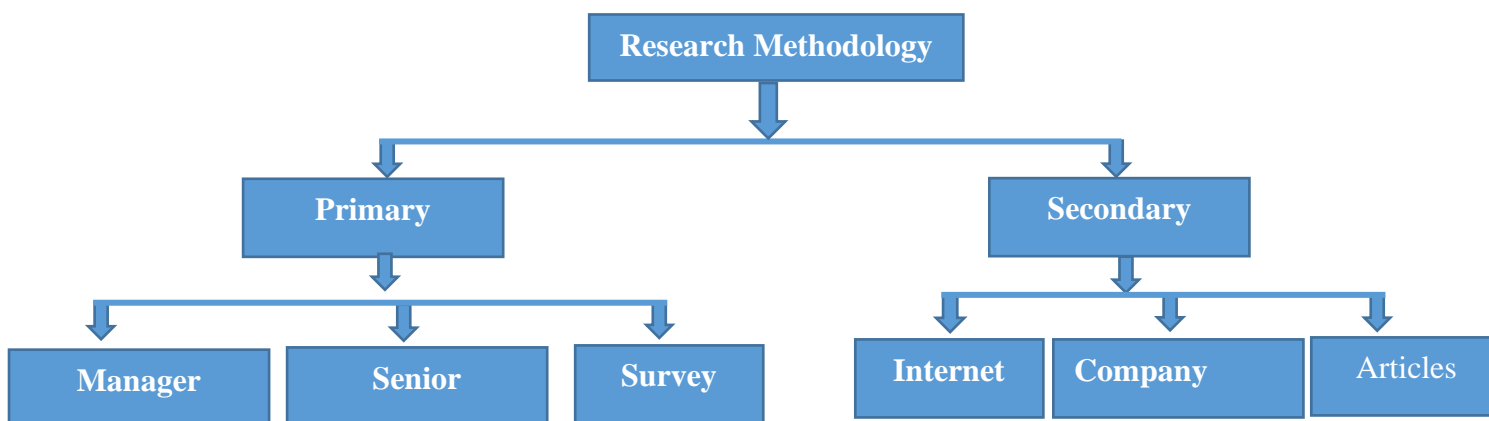 Research Methodology
Primary
Secondary
Manager
Senior
Survey
Internet
Company
Articles